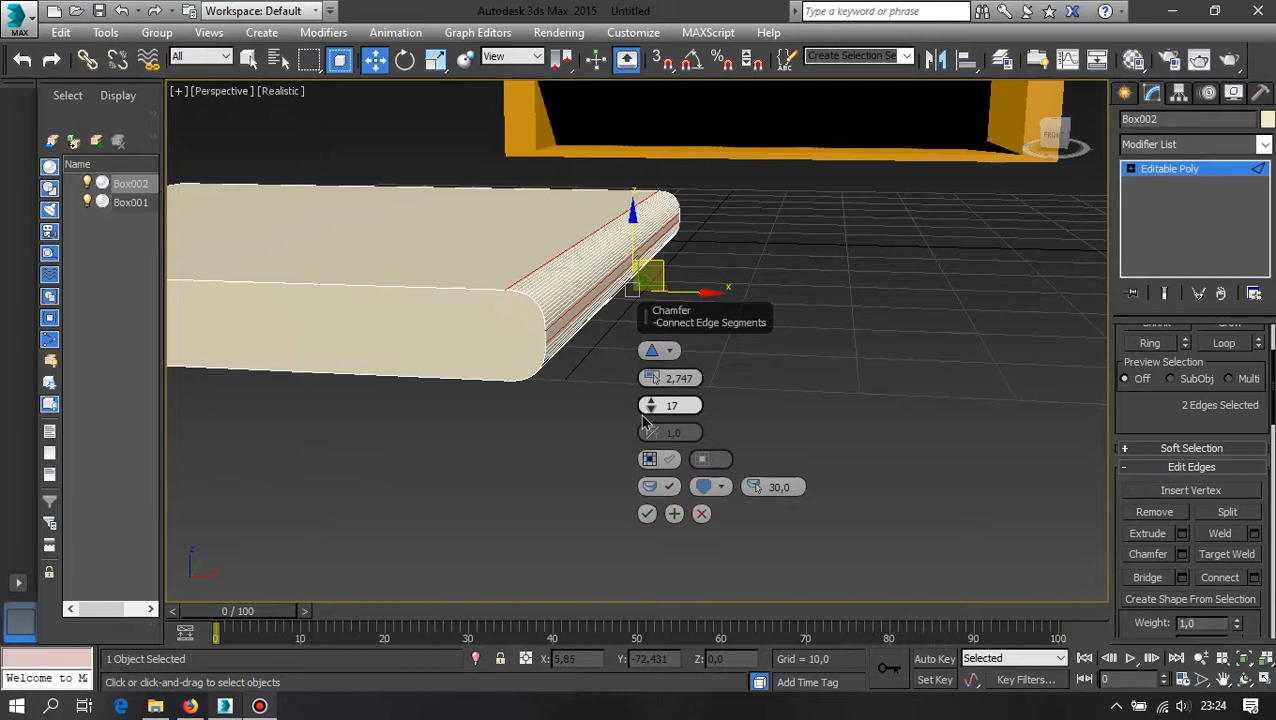 MAX
Workspace: Default
Autodesk 3ds Max 2015
Untitled
Type a keyword or phrase
Edit
Tools
Group
Views
Create
Modifiers
Animation
Graph Editors
Rendering
Customize
MAXScript
Help
All
View
Create Selection Se
Select
Display
Name
Box002
Box001
[+] [Perspective] [Realistic]
FRONT
z
x
Chamfer
-Connect Edge Segments
2,747
17
1,0
30,0
Box002
Modifier List
Editable Poly
Ring
Loop
Preview Selection
Off
SubObj
Multi
2 Edges Selected
Soft Selection
Edit Edges
Insert Vertex
Remove
Split
Extrude
Weld
Chamfer
Target Weld
Bridge
Connect
Create Shape From Selection
Weight: 1,0
z
0 / 100
0 10 20 30 40 50 60 70 80 90 100
1 Object Selected
X: 5,85
Y: -72,431
Z: 0,0
Grid = 10,0
Auto Key
Selected
Welcome to M
Click or click-and-drag to select objects
Add Time Tag
Set Key
Key Filters...
0
23:24